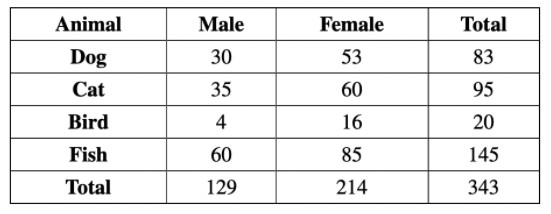 Animal Male Female Total
Dog 30 53 83
Cat 35 60 95
Bird 4 16 20
Fish 60 85 145
Total 129 214 343